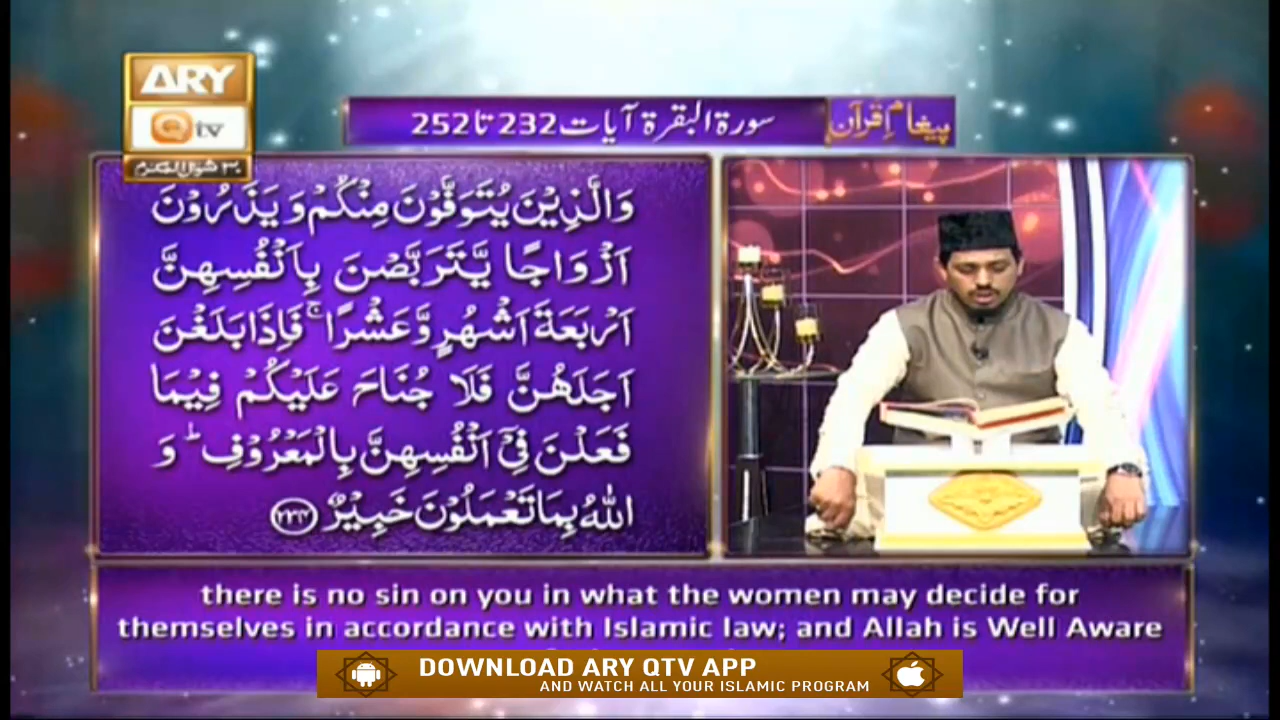 ARY
Qtv
۳۰ شوال المکرم
پیغامِ قرآن
سورۃ البقرۃ آیات 232 تا 252
وَالَّذِیْنَ یُتَوَفَّوْنَ مِنْكُمْ وَ یَذَرُوْنَ
اَزْوَاجًا یَّتَرَبَّصْنَ بِاَنْفُسِهِنَّ
اَرْبَعَةَ اَشْهُرٍ وَّعَشْرًا ۚ فَاِذَا بَلَغْنَ
اَجَلَهُنَّ فَلَا جُنَاحَ عَلَیْكُمْ فِیْمَا
فَعَلْنَ فِیْۤ اَنْفُسِهِنَّ بِالْمَعْرُوْفِ ؕ وَ
اللّٰهُ بِمَا تَعْمَلُوْنَ خَبِیْرٌ ﴿۲۳۴﴾
there is no sin on you in what the women may decide for
themselves in accordance with Islamic law; and Allah is Well Aware
DOWNLOAD ARY QTV APP
AND WATCH ALL YOUR ISLAMIC PROGRAM